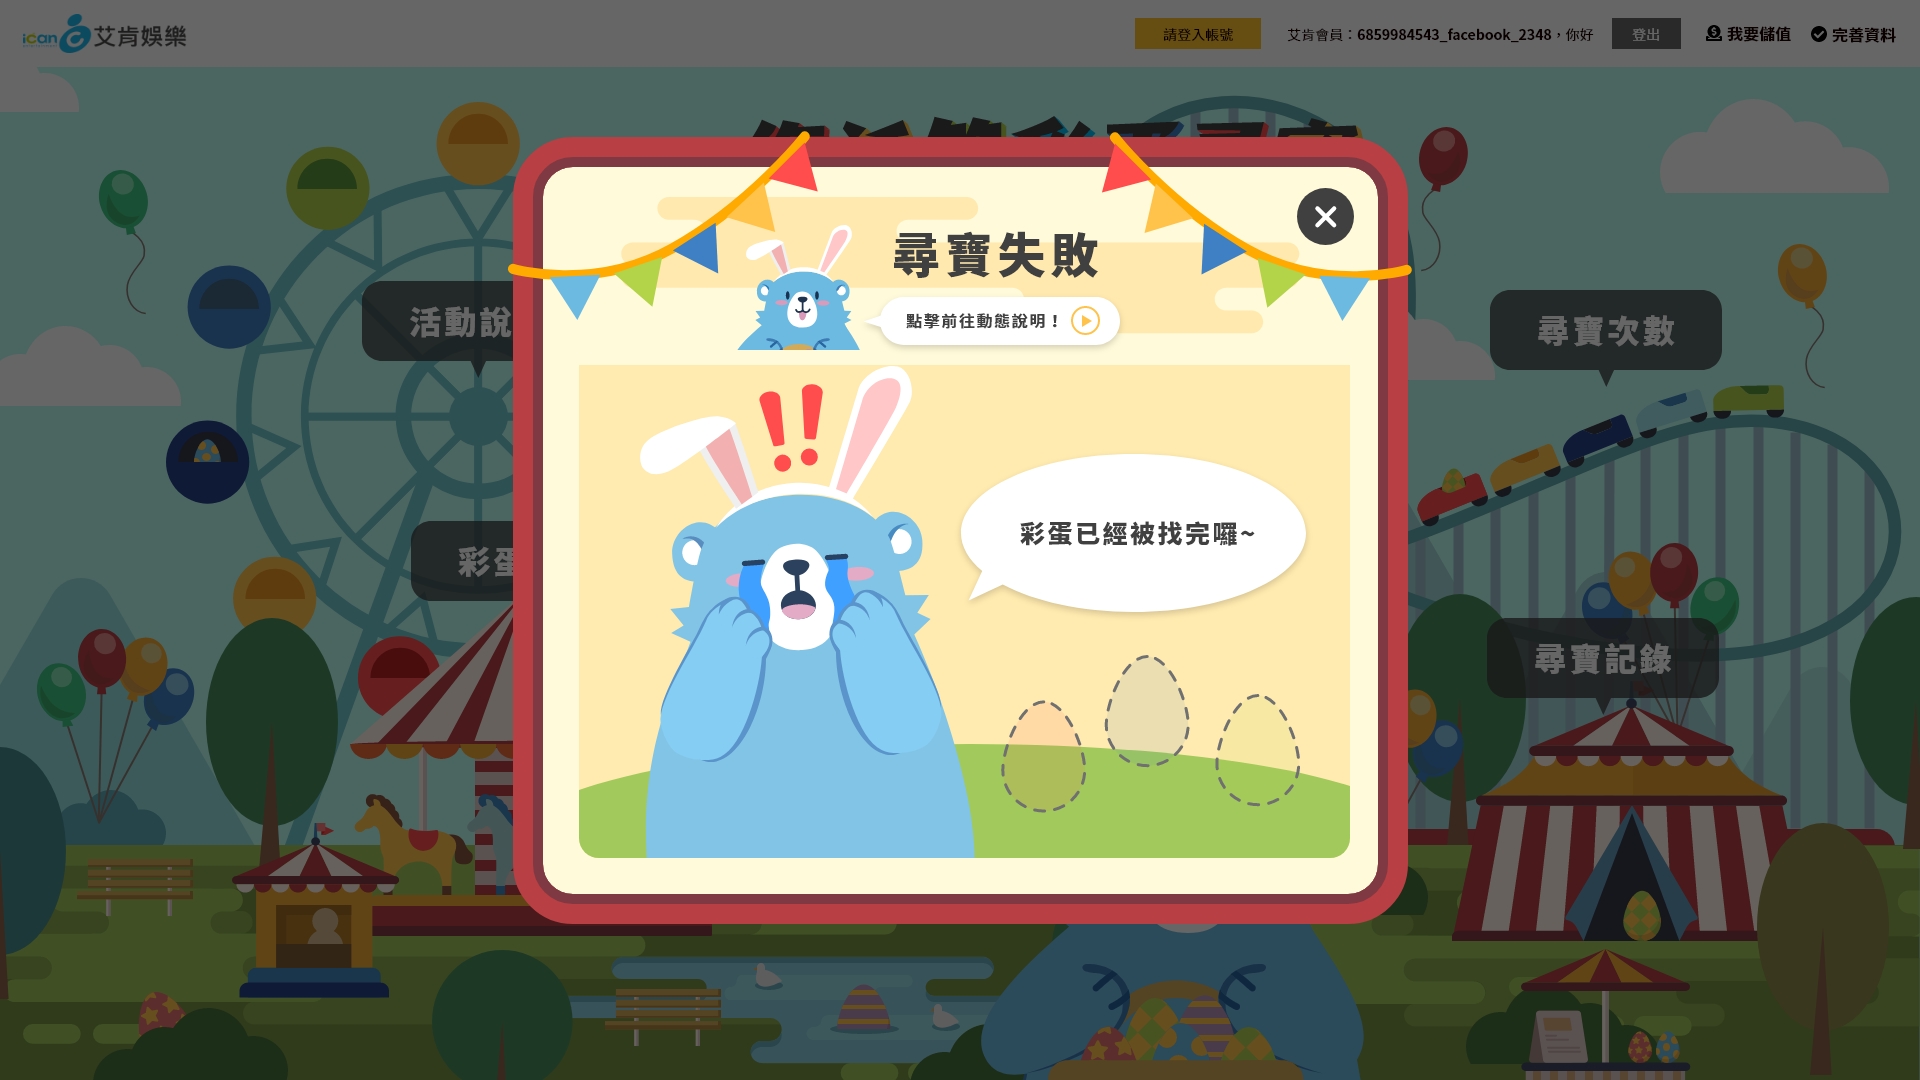 ican 艾肯娛樂
請登入帳號
艾肯會員：6859984543_facebook_2348，你好
登出
我要儲值
完善資料
尋寶失敗
點擊前往動態說明！
活動說
尋寶次數
彩蛋已經被找完囉~
彩蛋
尋寶記錄